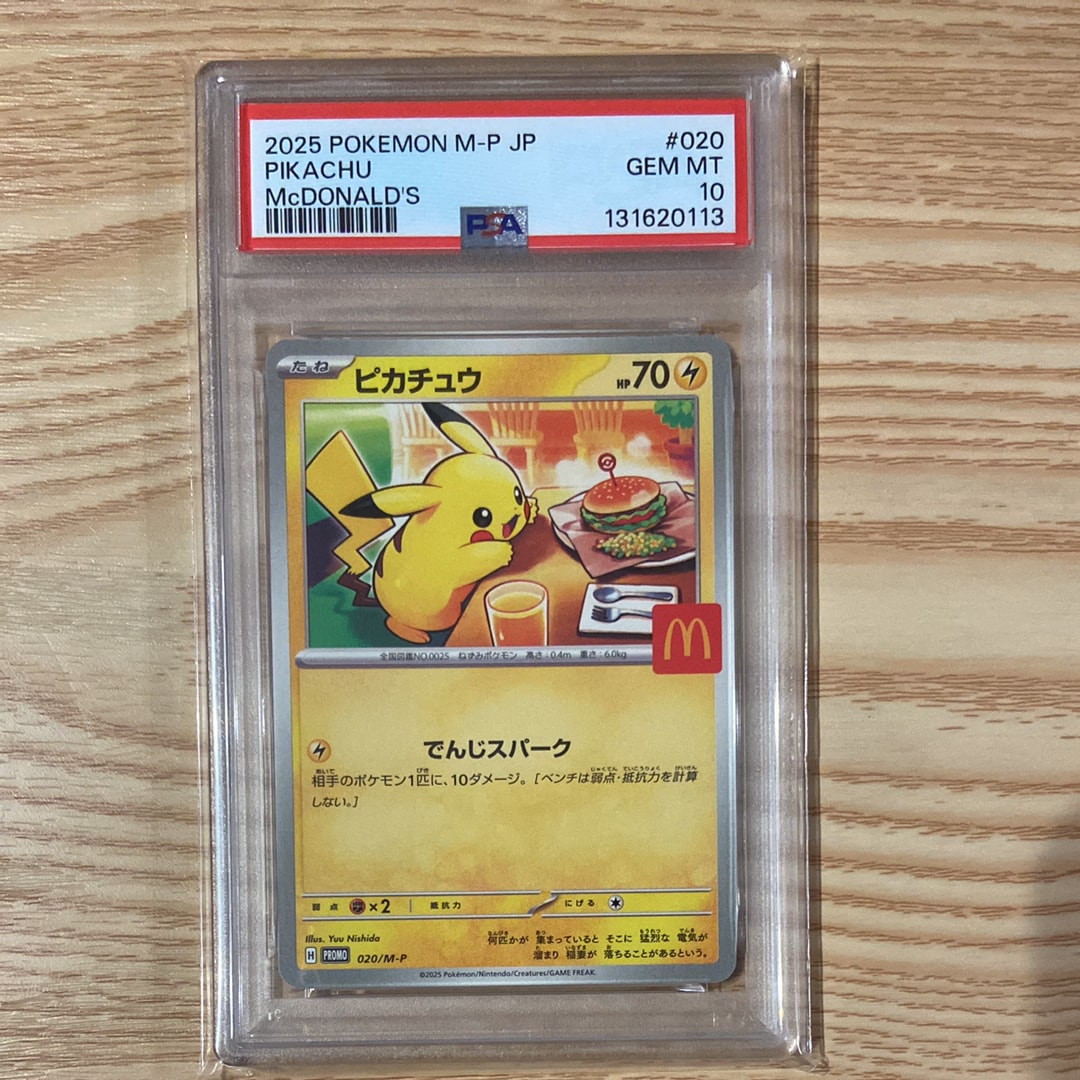 2025 POKEMON M-P JP #020
PIKACHU GEM MT
McDONALD'S 10
131620113
PSA
たね ピカチュウ HP70
M
全国図鑑NO.0025 ねずみポケモン 高さ:0.4m 重さ:6.0kg
でんじスパーク
相手のポケモン1匹に、10ダメージ。[ベンチは弱点・抵抗力を計算
しない。]
弱点 ×2 抵抗力 にげる
Illus. Yuu Nishida
何匹かが 集まっていると そこに 猛烈な 電気が
溜まり 稲妻が 落ちることがあるという。
H PROMO 020/M-P
©2025 Pokémon/Nintendo/Creatures/GAME FREAK.